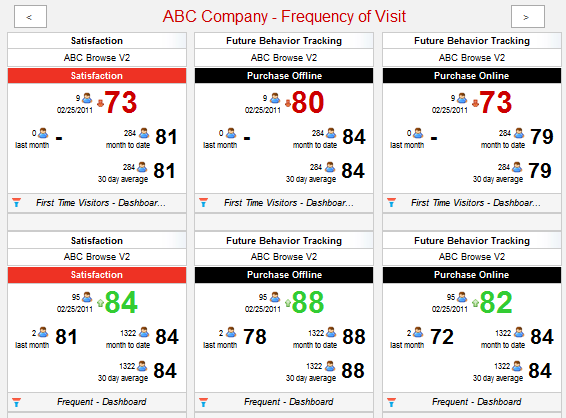 < ABC Company - Frequency of Visit >
Satisfaction Future Behavior Tracking Future Behavior Tracking
ABC Browse V2 ABC Browse V2 ABC Browse V2
Satisfaction Purchase Offline Purchase Online
9 73 9 80 9 73
02/25/2011 02/25/2011 02/25/2011
0 - 284 81 0 - 284 84 0 - 284 79
last month month to date last month month to date last month month to date
284 81 284 84 284 79
30 day average 30 day average 30 day average
First Time Visitors - Dashboar... First Time Visitors - Dashboar... First Time Visitors - Dashboar...
Satisfaction Future Behavior Tracking Future Behavior Tracking
ABC Browse V2 ABC Browse V2 ABC Browse V2
Satisfaction Purchase Offline Purchase Online
95 84 95 88 95 82
02/25/2011 02/25/2011 02/25/2011
2 81 1322 84 2 78 1322 88 2 72 1322 84
last month month to date last month month to date last month month to date
1322 84 1322 88 1322 84
30 day average 30 day average 30 day average
Frequent - Dashboard Frequent - Dashboard Frequent - Dashboard